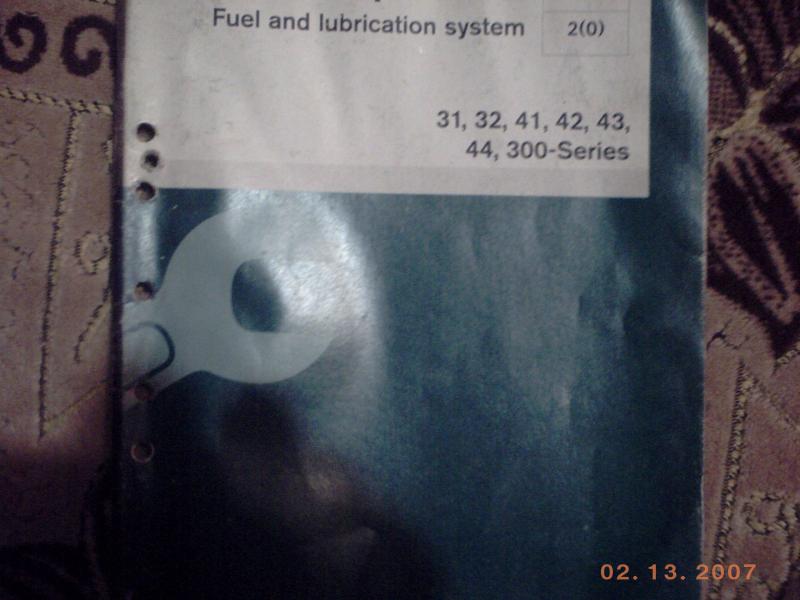 Fuel and lubrication system
2(0)
31, 32, 41, 42, 43,
44, 300-Series
02. 13. 2007